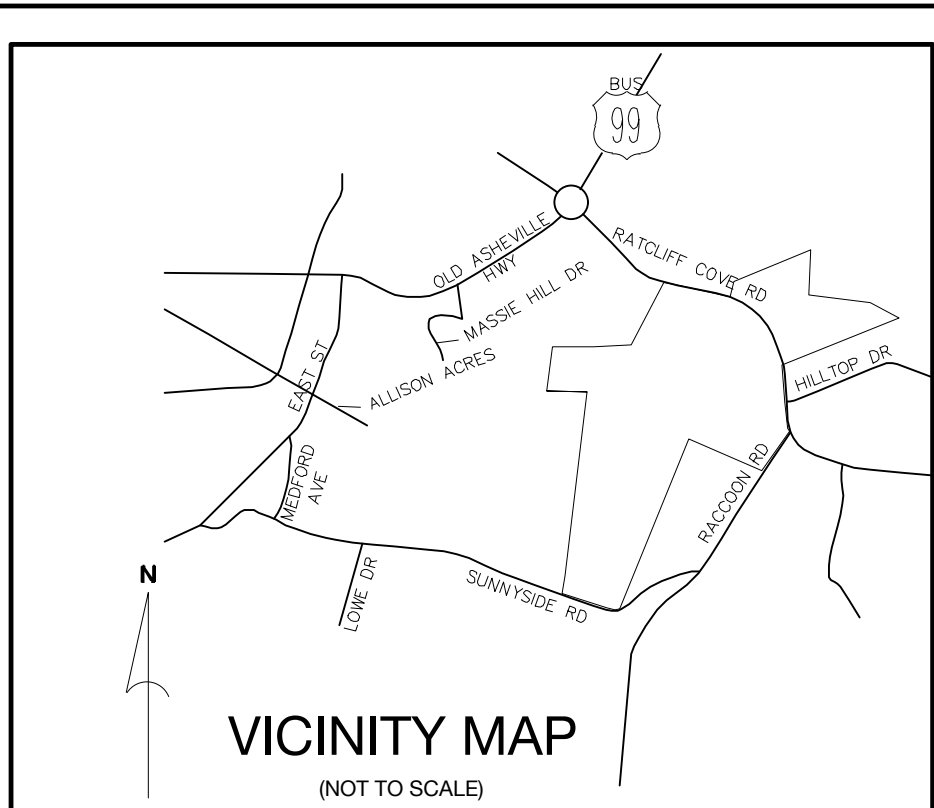 BUS
99
OLD ASHEVILLE
HWY
RATCLIFF COVE RD
MASSIE HILL DR
ALLISON ACRES
EAST ST
HILLTOP DR
MEDFORD
AVE
RACCOON RD
LOWE DR
SUNNYSIDE RD
N
VICINITY MAP
(NOT TO SCALE)